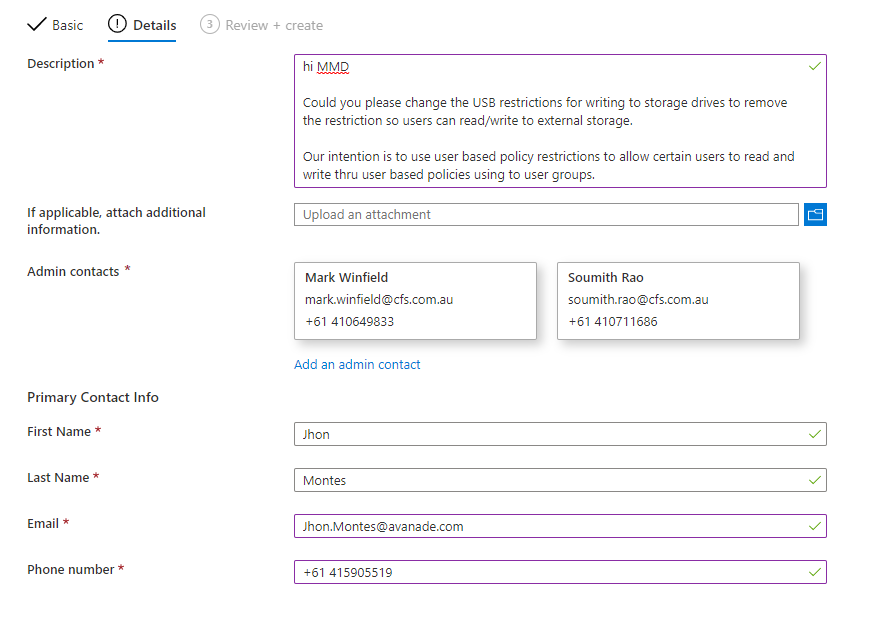 Basic
Details
3 Review + create
Description *
hi MMD
Could you please change the USB restrictions for writing to storage drives to remove
the restriction so users can read/write to external storage.
Our intention is to use user based policy restrictions to allow certain users to read and
write thru user based policies using to user groups.
If applicable, attach additional
information.
Upload an attachment
Admin contacts *
Mark Winfield
mark.winfield@cfs.com.au
+61 410649833
Soumith Rao
soumith.rao@cfs.com.au
+61 410711686
Add an admin contact
Primary Contact Info
First Name *
Jhon
Last Name *
Montes
Email *
Jhon.Montes@avanade.com
Phone number *
+61 415905519